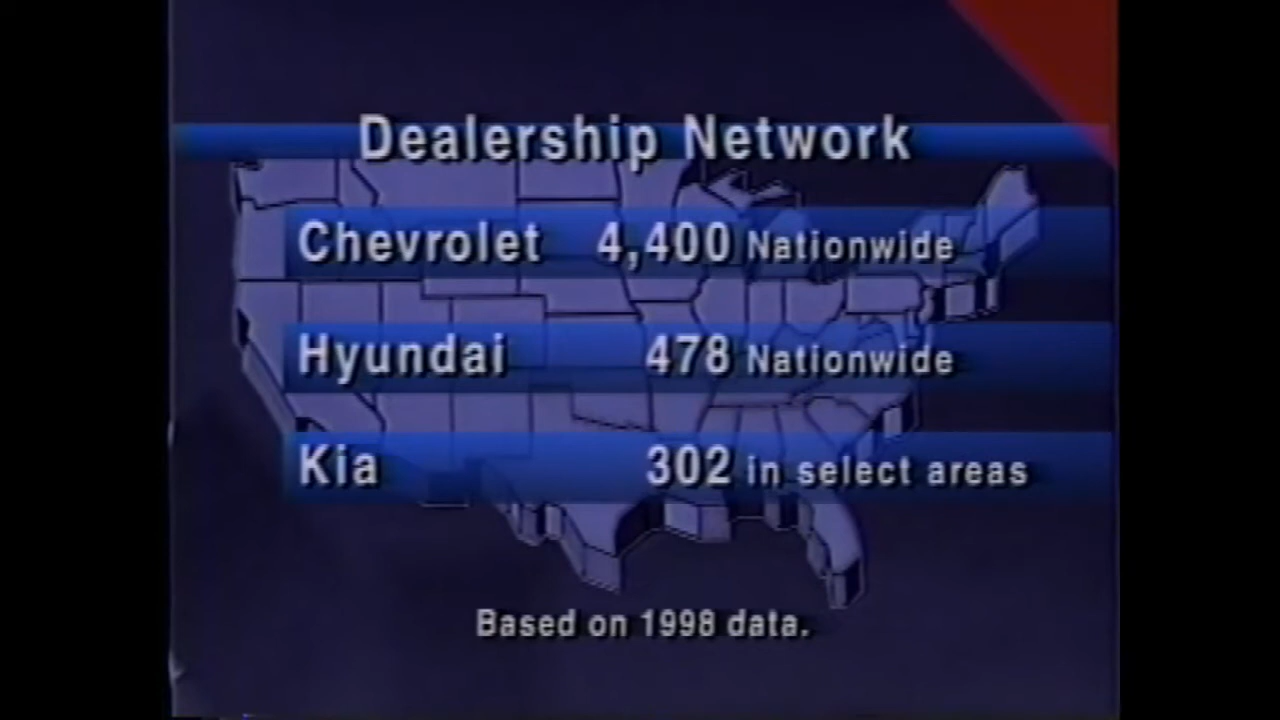 Dealership Network
Chevrolet 4,400 Nationwide
Hyundai 478 Nationwide
Kia 302 in select areas
Based on 1998 data.